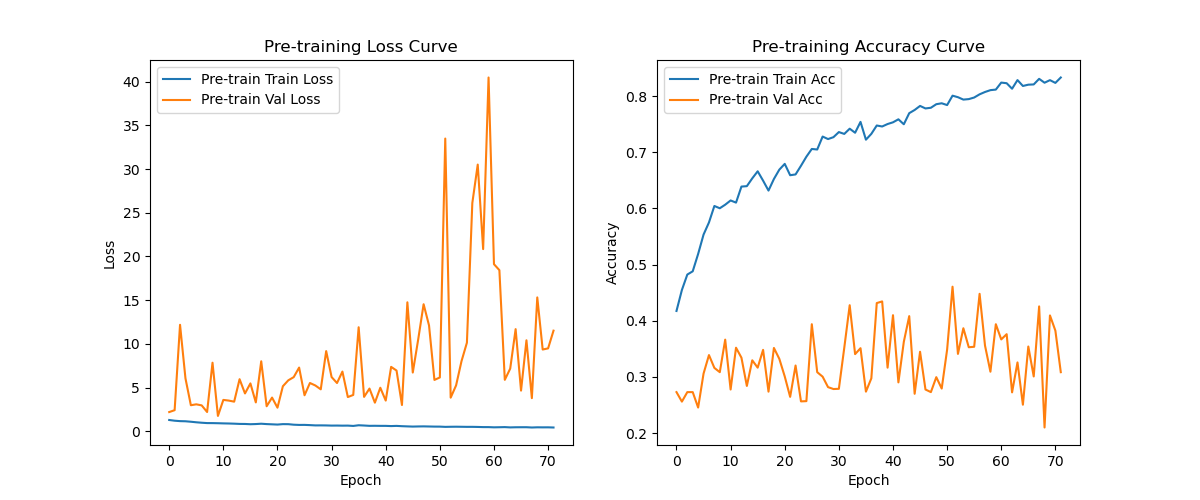 Pre-training Loss Curve
Pre-train Train Loss
Pre-train Val Loss
40
35
30
25
20
15
10
5
0
Loss
0 10 20 30 40 50 60 70
Epoch
Pre-training Accuracy Curve
Pre-train Train Acc
Pre-train Val Acc
0.8
0.7
0.6
0.5
0.4
0.3
0.2
Accuracy
0 10 20 30 40 50 60 70
Epoch